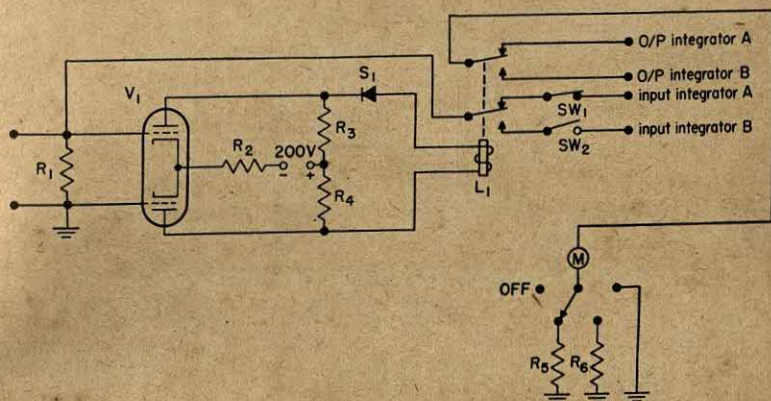 O/P integrator A
S1
V1
O/P integrator B
SW1
input integrator A
R3
R2
200V
- +
SW2
input integrator B
R1
R4
L1
M
OFF
R5
R6